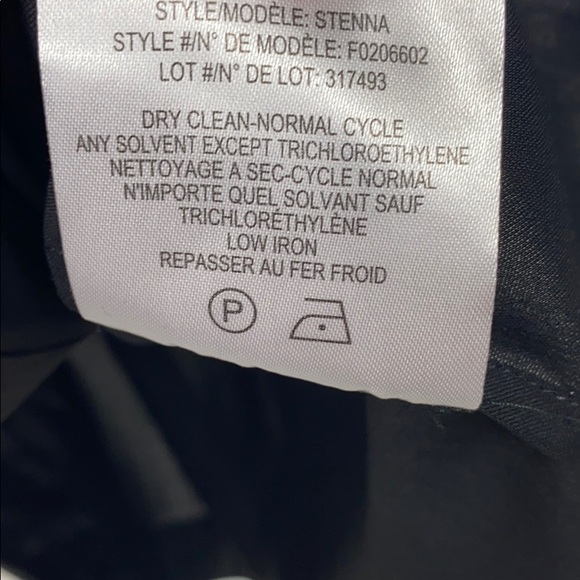 STYLE/MODÈLE: STENNA
STYLE #/N° DE MODÈLE: F0206602
LOT #/N° DE LOT: 317493
DRY CLEAN-NORMAL CYCLE
ANY SOLVENT EXCEPT TRICHLOROETHYLENE
NETTOYAGE A SEC-CYCLE NORMAL
N'IMPORTE QUEL SOLVANT SAUF
TRICHLORÉTHYLÈNE
LOW IRON
REPASSER AU FER FROID
P